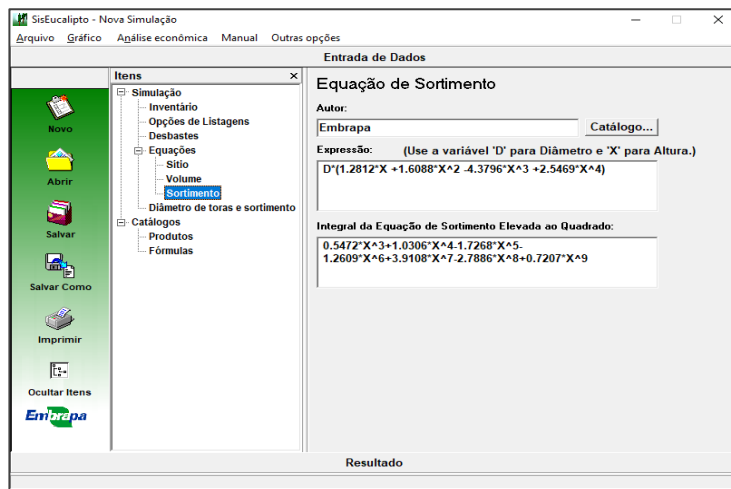 SisEucalipto - Nova Simulação
Arquivo Gráfico Análise econômica Manual Outras opções
Entrada de Dados
Novo
Abrir
Salvar
Salvar Como
Imprimir
Ocultar Itens
Embrapa
Itens
Simulação
Inventário
Opções de Listagens
Desbastes
Equações
Sitio
Volume
Sortimento
Diâmetro de toras e sortimento
Catálogos
Produtos
Fórmulas
Equação de Sortimento
Autor:
Embrapa Catálogo...
Expressão: (Use a variável 'D' para Diâmetro e 'X' para Altura.)
D*(1.2812*X +1.6088*X^2 -4.3796*X^3 +2.5469*X^4)
Integral da Equação de Sortimento Elevada ao Quadrado:
0.5472*X^3+1.0306*X^4-1.7268*X^5-
1.2609*X^6+3.9108*X^7-2.7886*X^8+0.7207*X^9
Resultado